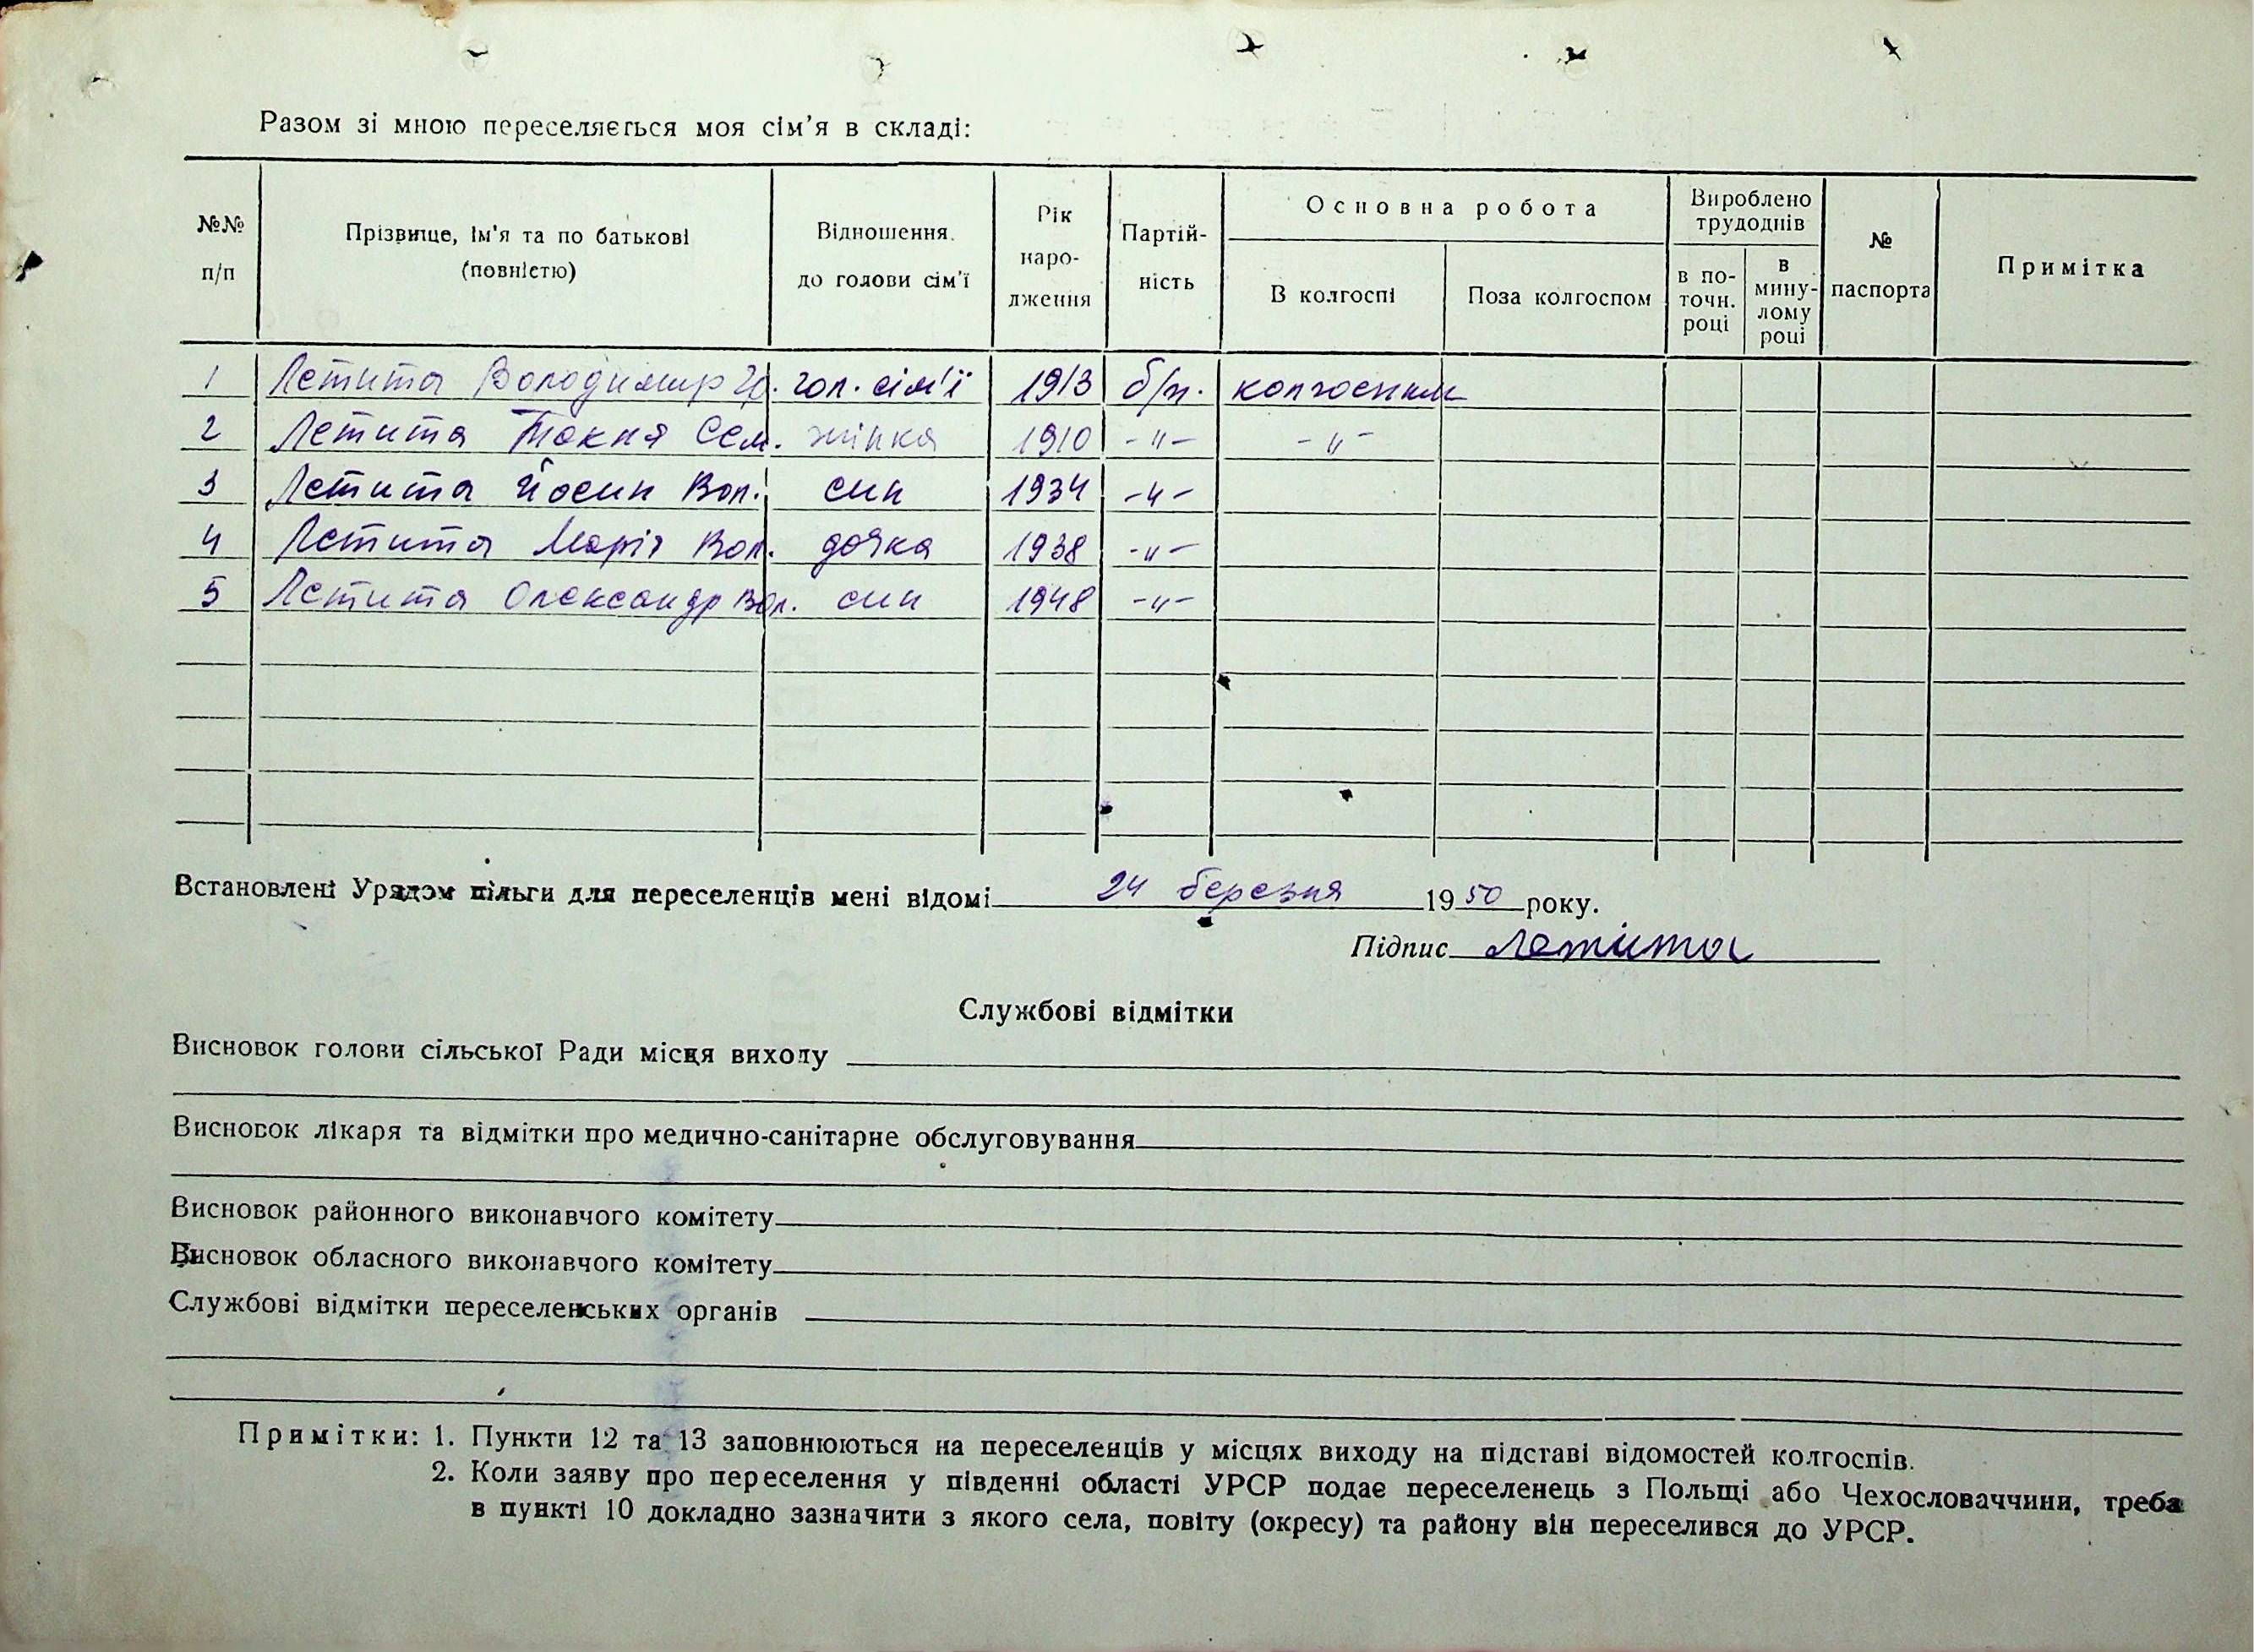 Разом зі мною переселяється моя сім’я в складі:
№№ п/п
Прізвище, ім’я та по батькові (повністю)
Відношення до голови сім’ї
Рік народження
Партійність
Основна робота
В колгоспі
Поза колгоспом
Вироблено трудоднів
в поточн. році
в минулому році
№ паспорта
Примітка
1 Летита Володимир Гр. гол. сім'ї 1913 б/п. колгоспник
2 Летита Текля Сем. жінка 1910 -"- -"-
3 Летита Йосип Вол. син 1934 -"-
4 Летита Марія Вол. дочка 1938 -"-
5 Летита Олександр Вол. син 1948 -"-
Встановлені Урядом пільги для переселенців мені відомі 24 березня 1950 року.
Підпис Летита
Службові відмітки
Висновок голови сільської Ради місця виходу
Висновок лікаря та відмітки про медично-санітарне обслуговування
Висновок районного виконавчого комітету
Висновок обласного виконавчого комітету
Службові відмітки переселенських органів
Примітки: 1. Пункти 12 та 13 заповнюються на переселенців у місцях виходу на підставі відомостей колгоспів.
2. Коли заяву про переселення у південні області УРСР подає переселенець з Польщі або Чехословаччини, треба
в пункті 10 докладно зазначити з якого села, повіту (окресу) та району він переселився до УРСР.